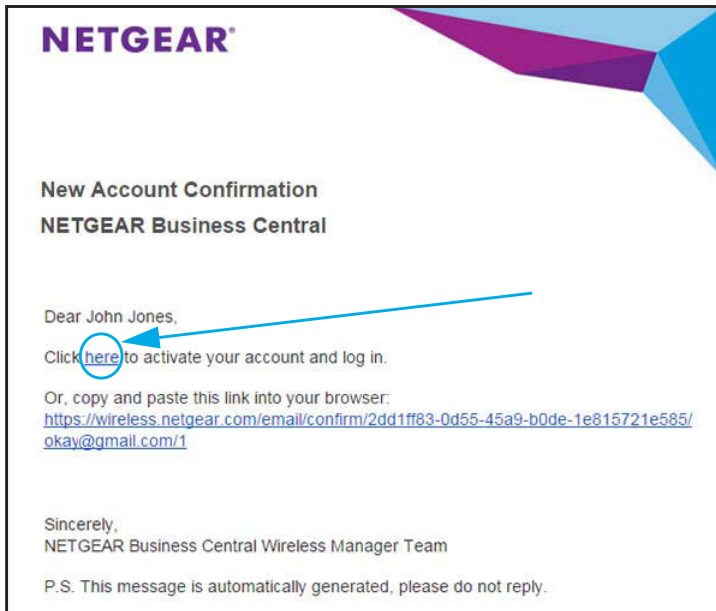 NETGEAR®
New Account Confirmation
NETGEAR Business Central
Dear John Jones,
Click here to activate your account and log in.
Or, copy and paste this link into your browser:
https://wireless.netgear.com/email/confirm/2dd1ff83-0d55-45a9-b0de-1e815721e585/
okay@gmail.com/1
Sincerely,
NETGEAR Business Central Wireless Manager Team
P.S. This message is automatically generated, please do not reply.